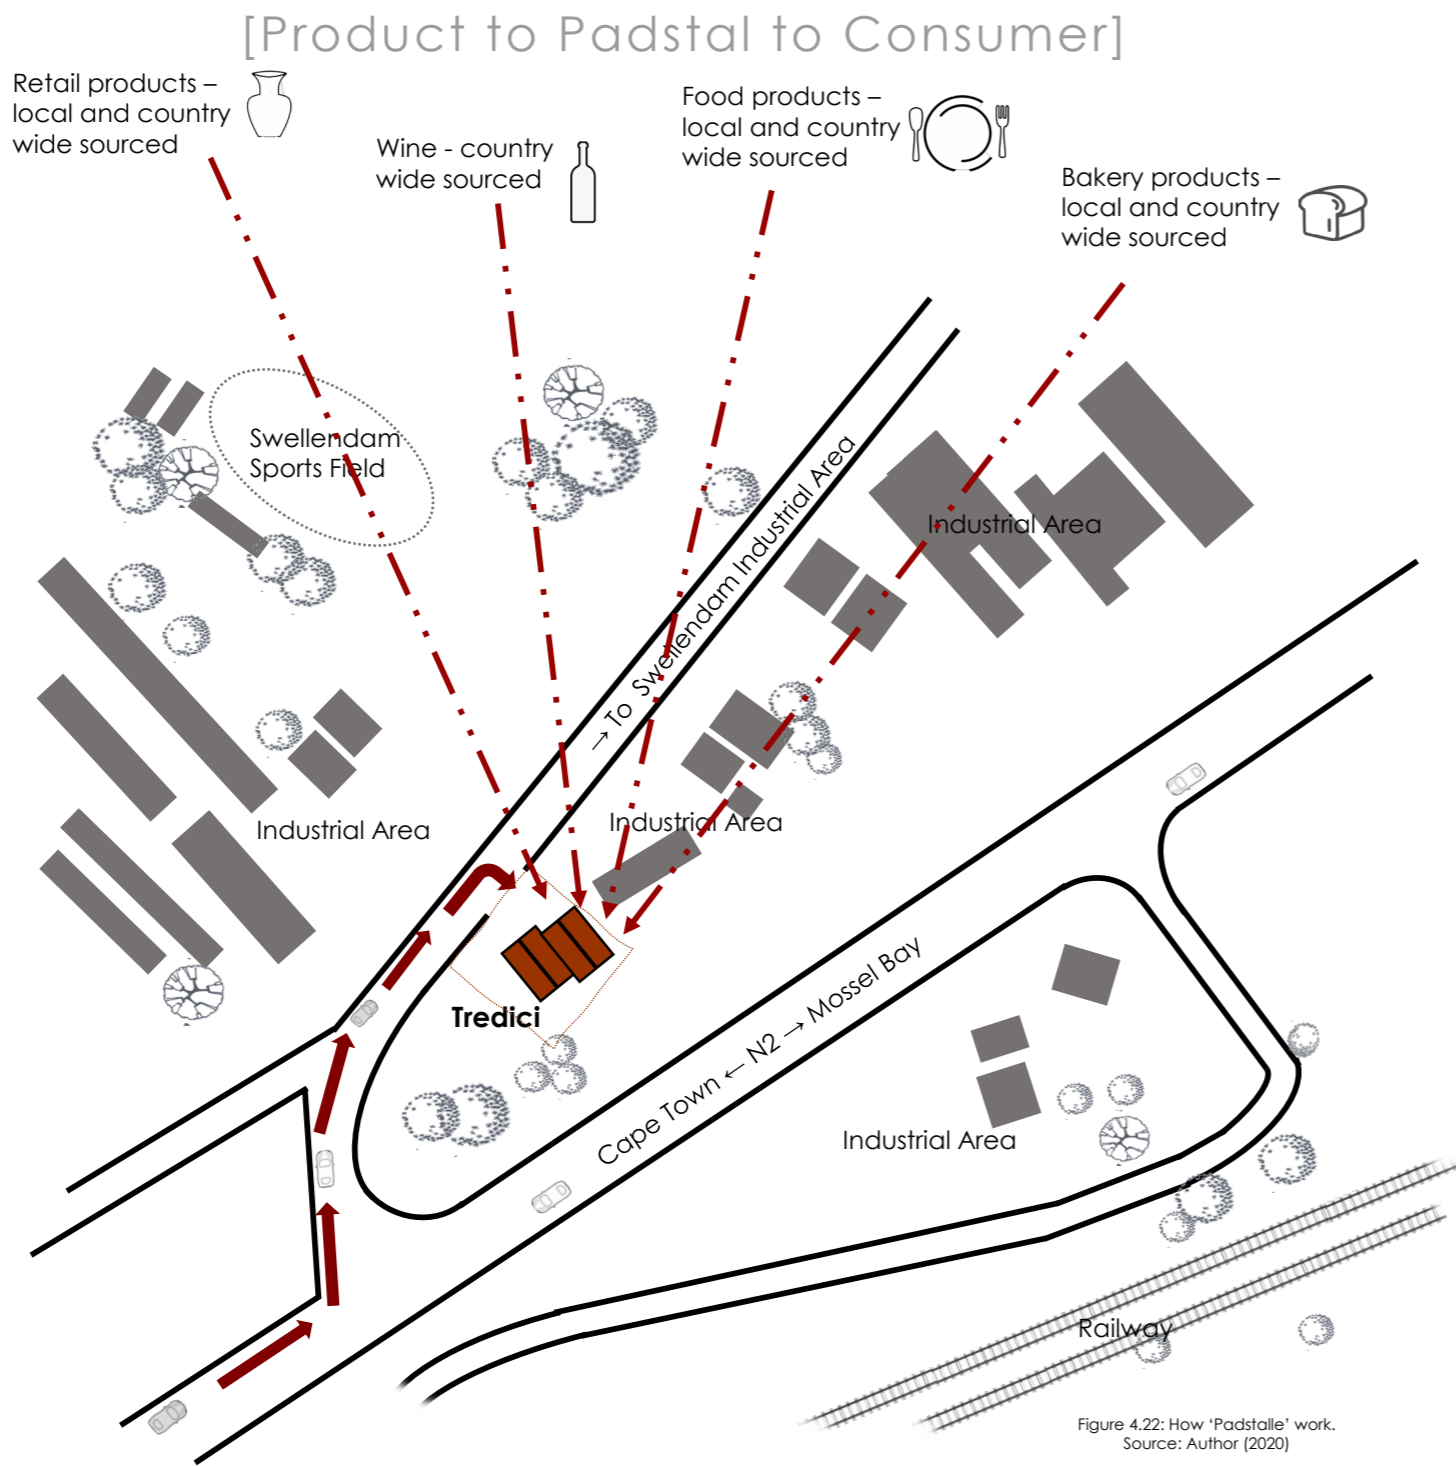 [Product to Padstal to Consumer]
Retail products –
local and country
wide sourced
Wine - country
wide sourced
Food products –
local and country
wide sourced
Bakery products –
local and country
wide sourced
Swellendam
Sports Field
→ To Swellendam Industrial Area
Industrial Area
Industrial Area
Industrial Area
Tredici
Cape Town ← N2 → Mossel Bay
Industrial Area
Railway
Figure 4.22: How ‘Padstalle’ work.
Source: Author (2020)